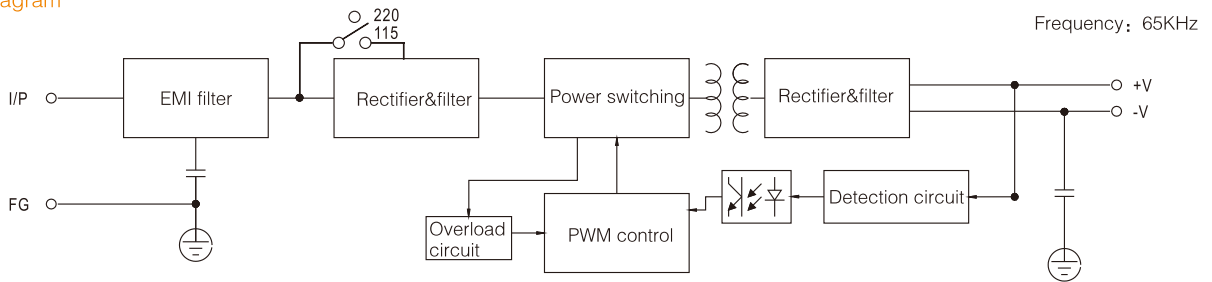 agram
220
115
Frequency: 65KHz
I/P
EMI filter
Rectifier&filter
Power switching
Rectifier&filter
+V
-V
FG
Overload
circuit
PWM control
Detection circuit